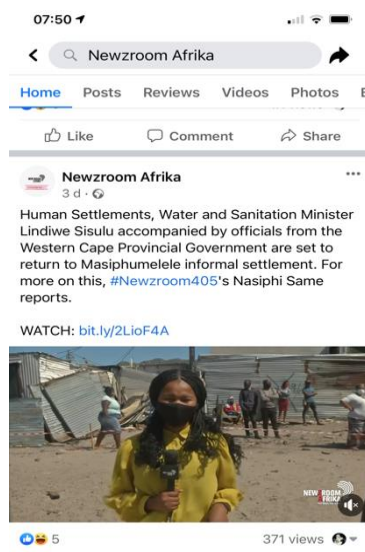 07:50
Newzroom Afrika
Home Posts Reviews Videos Photos
Like Comment Share
Newzroom Afrika
3 d ·
Human Settlements, Water and Sanitation Minister
Lindiwe Sisulu accompanied by officials from the
Western Cape Provincial Government are set to
return to Masiphumelele informal settlement. For
more on this, #Newzroom405's Nasiphi Same
reports.
WATCH: bit.ly/2LioF4A
NEWZROOM
AFRIKA
5 371 views